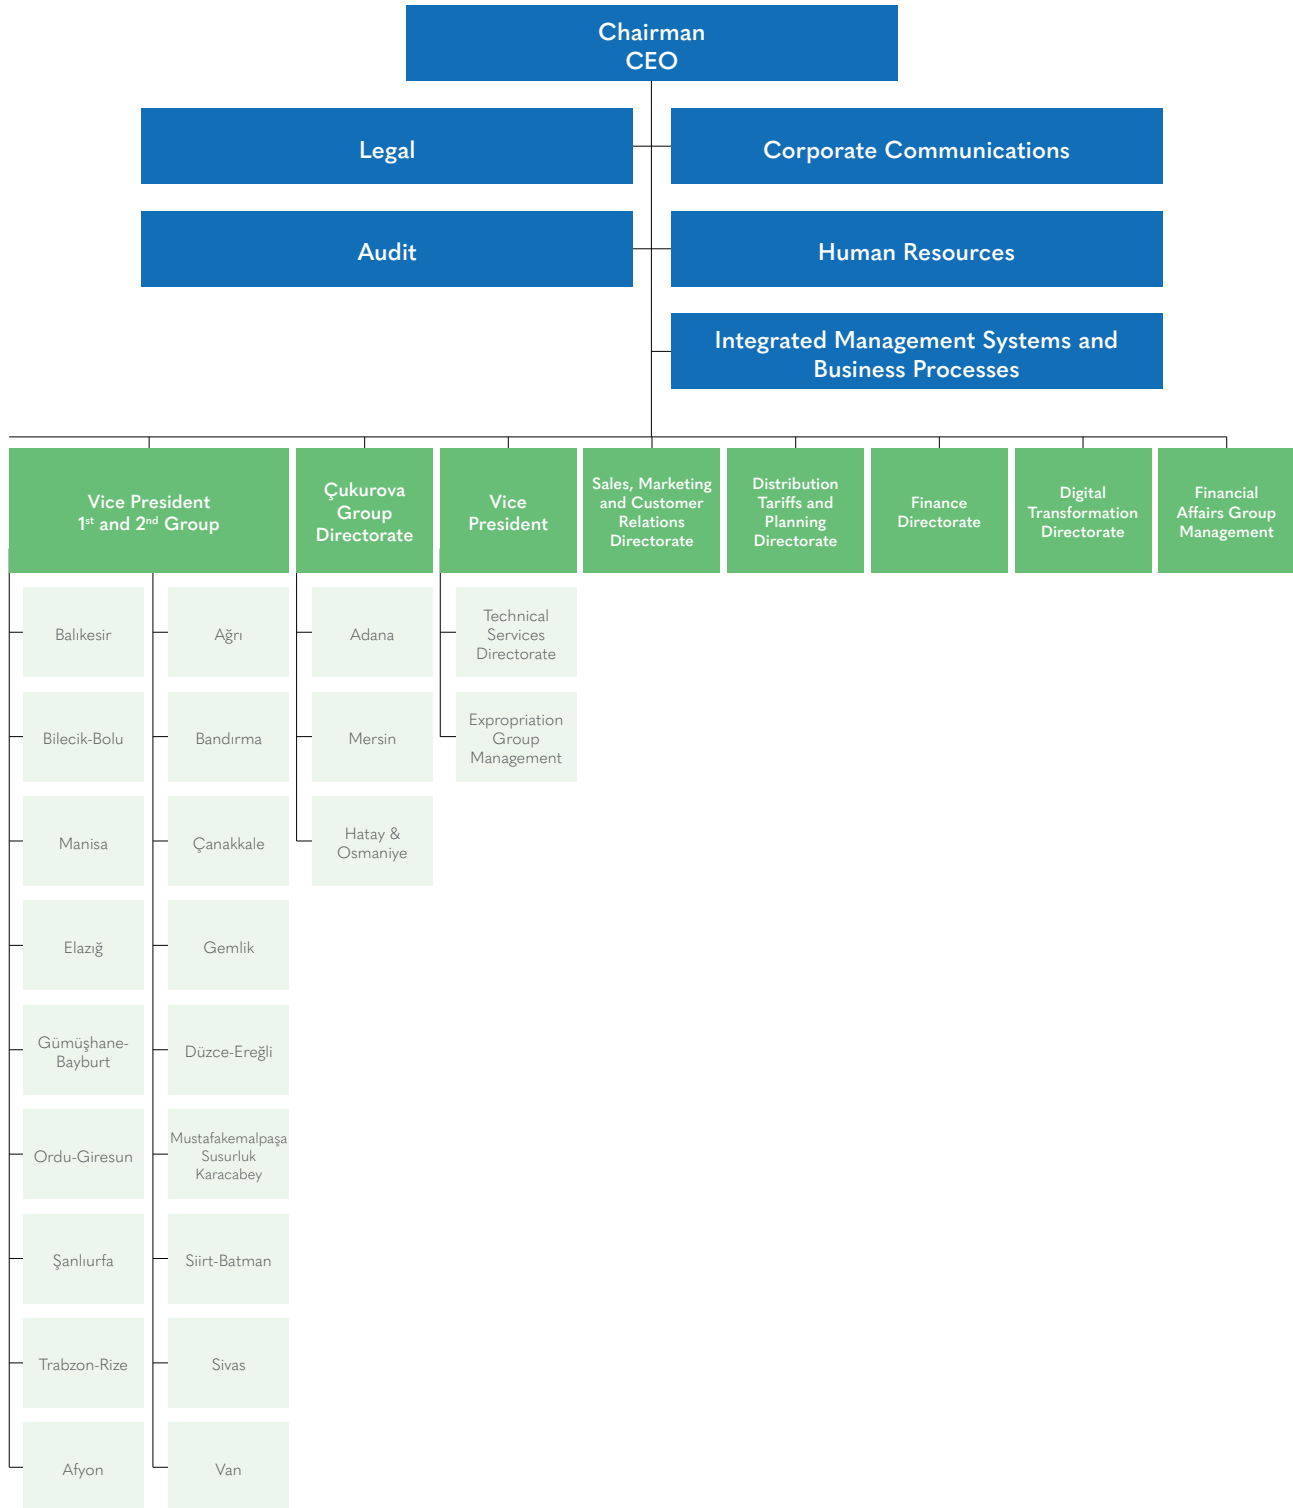 Chairman
CEO
Legal
Corporate Communications
Audit
Human Resources
Integrated Management Systems and
Business Processes
Vice President
1st and 2nd Group
Çukurova
Group
Directorate
Vice
President
Sales, Marketing
and Customer
Relations
Directorate
Distribution
Tariffs and
Planning
Directorate
Finance
Directorate
Digital
Transformation
Directorate
Financial
Affairs Group
Management
Balıkesir
Ağrı
Adana
Technical
Services
Directorate
Bilecik-Bolu
Bandırma
Mersin
Expropriation
Group
Management
Manisa
Çanakkale
Hatay &
Osmaniye
Elazığ
Gemlik
Gümüşhane-
Bayburt
Düzce-Ereğli
Ordu-Giresun
Mustafakemalpaşa
Susurluk
Karacabey
Şanlıurfa
Siirt-Batman
Trabzon-Rize
Sivas
Afyon
Van